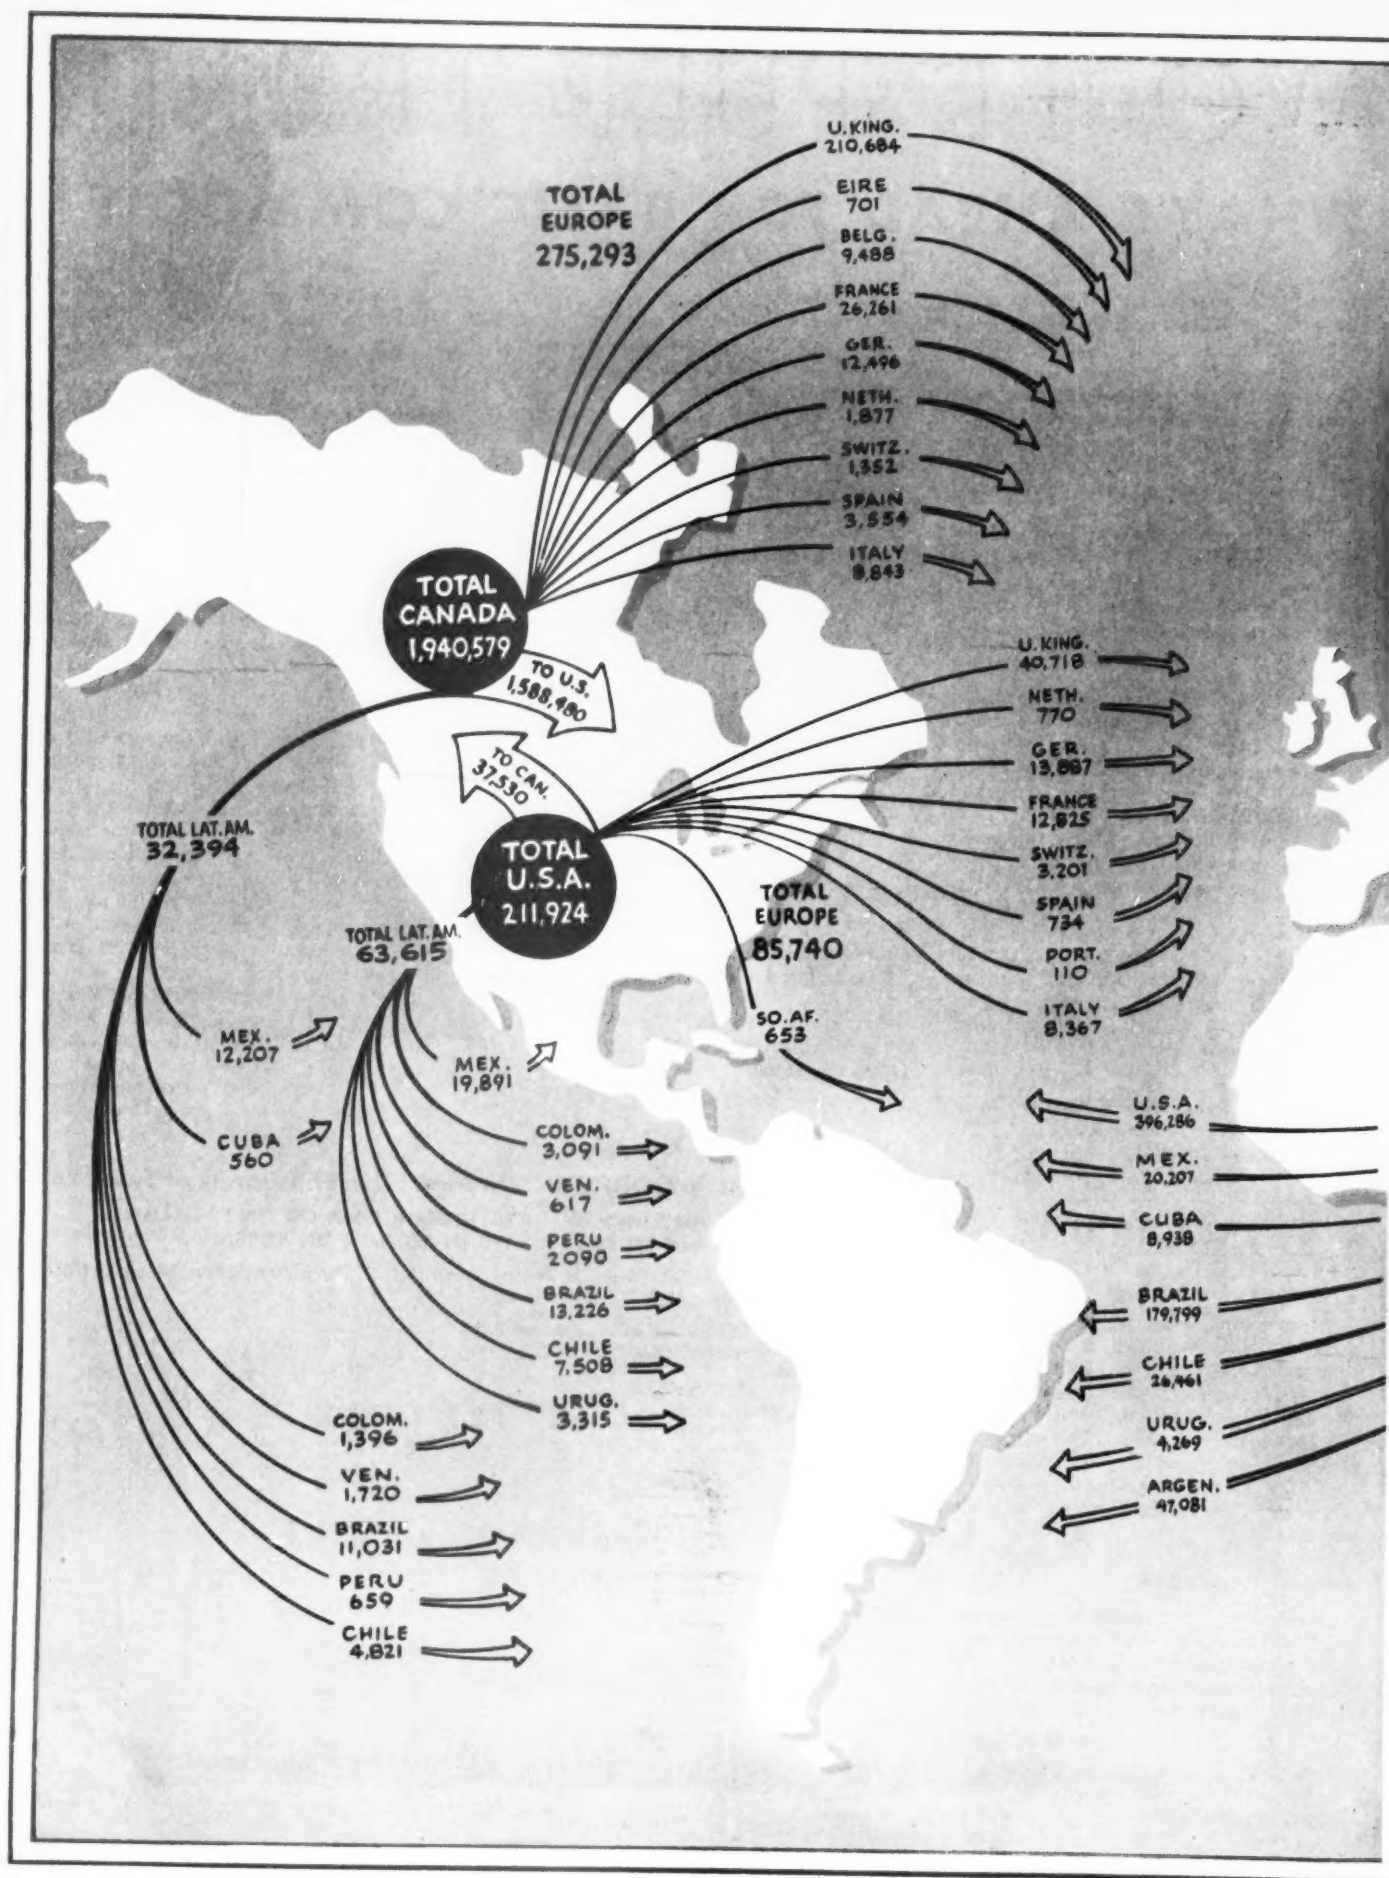 U.KING.
210,684
TOTAL
EUROPE
275,293
EIRE
701
BELG.
9,488
FRANCE
26,261
GER.
12,496
NETH.
1,877
SWITZ.
1,352
SPAIN
3,554
ITALY
8,843
TOTAL
CANADA
1,940,579
TO U.S.
1,588,480
TO CAN.
37,530
TOTAL
U.S.A.
211,924
U.KING.
40,718
NETH.
770
GER.
13,887
FRANCE
12,825
SWITZ.
3,201
SPAIN
734
PORT.
110
ITALY
8,367
TOTAL
EUROPE
85,740
SO.AF.
653
TOTAL LAT.AM.
32,394
MEX.
12,207
CUBA
560
COLOM.
1,396
VEN.
1,720
BRAZIL
11,031
PERU
659
CHILE
4,821
TOTAL LAT.AM.
63,615
MEX.
19,891
COLOM.
3,091
VEN.
617
PERU
2090
BRAZIL
13,226
CHILE
7.508
URUG.
3,315
U.S.A.
396,286
MEX.
20,207
CUBA
8,938
BRAZIL
179,799
CHILE
26,461
URUG.
4,269
ARGEN.
47,081